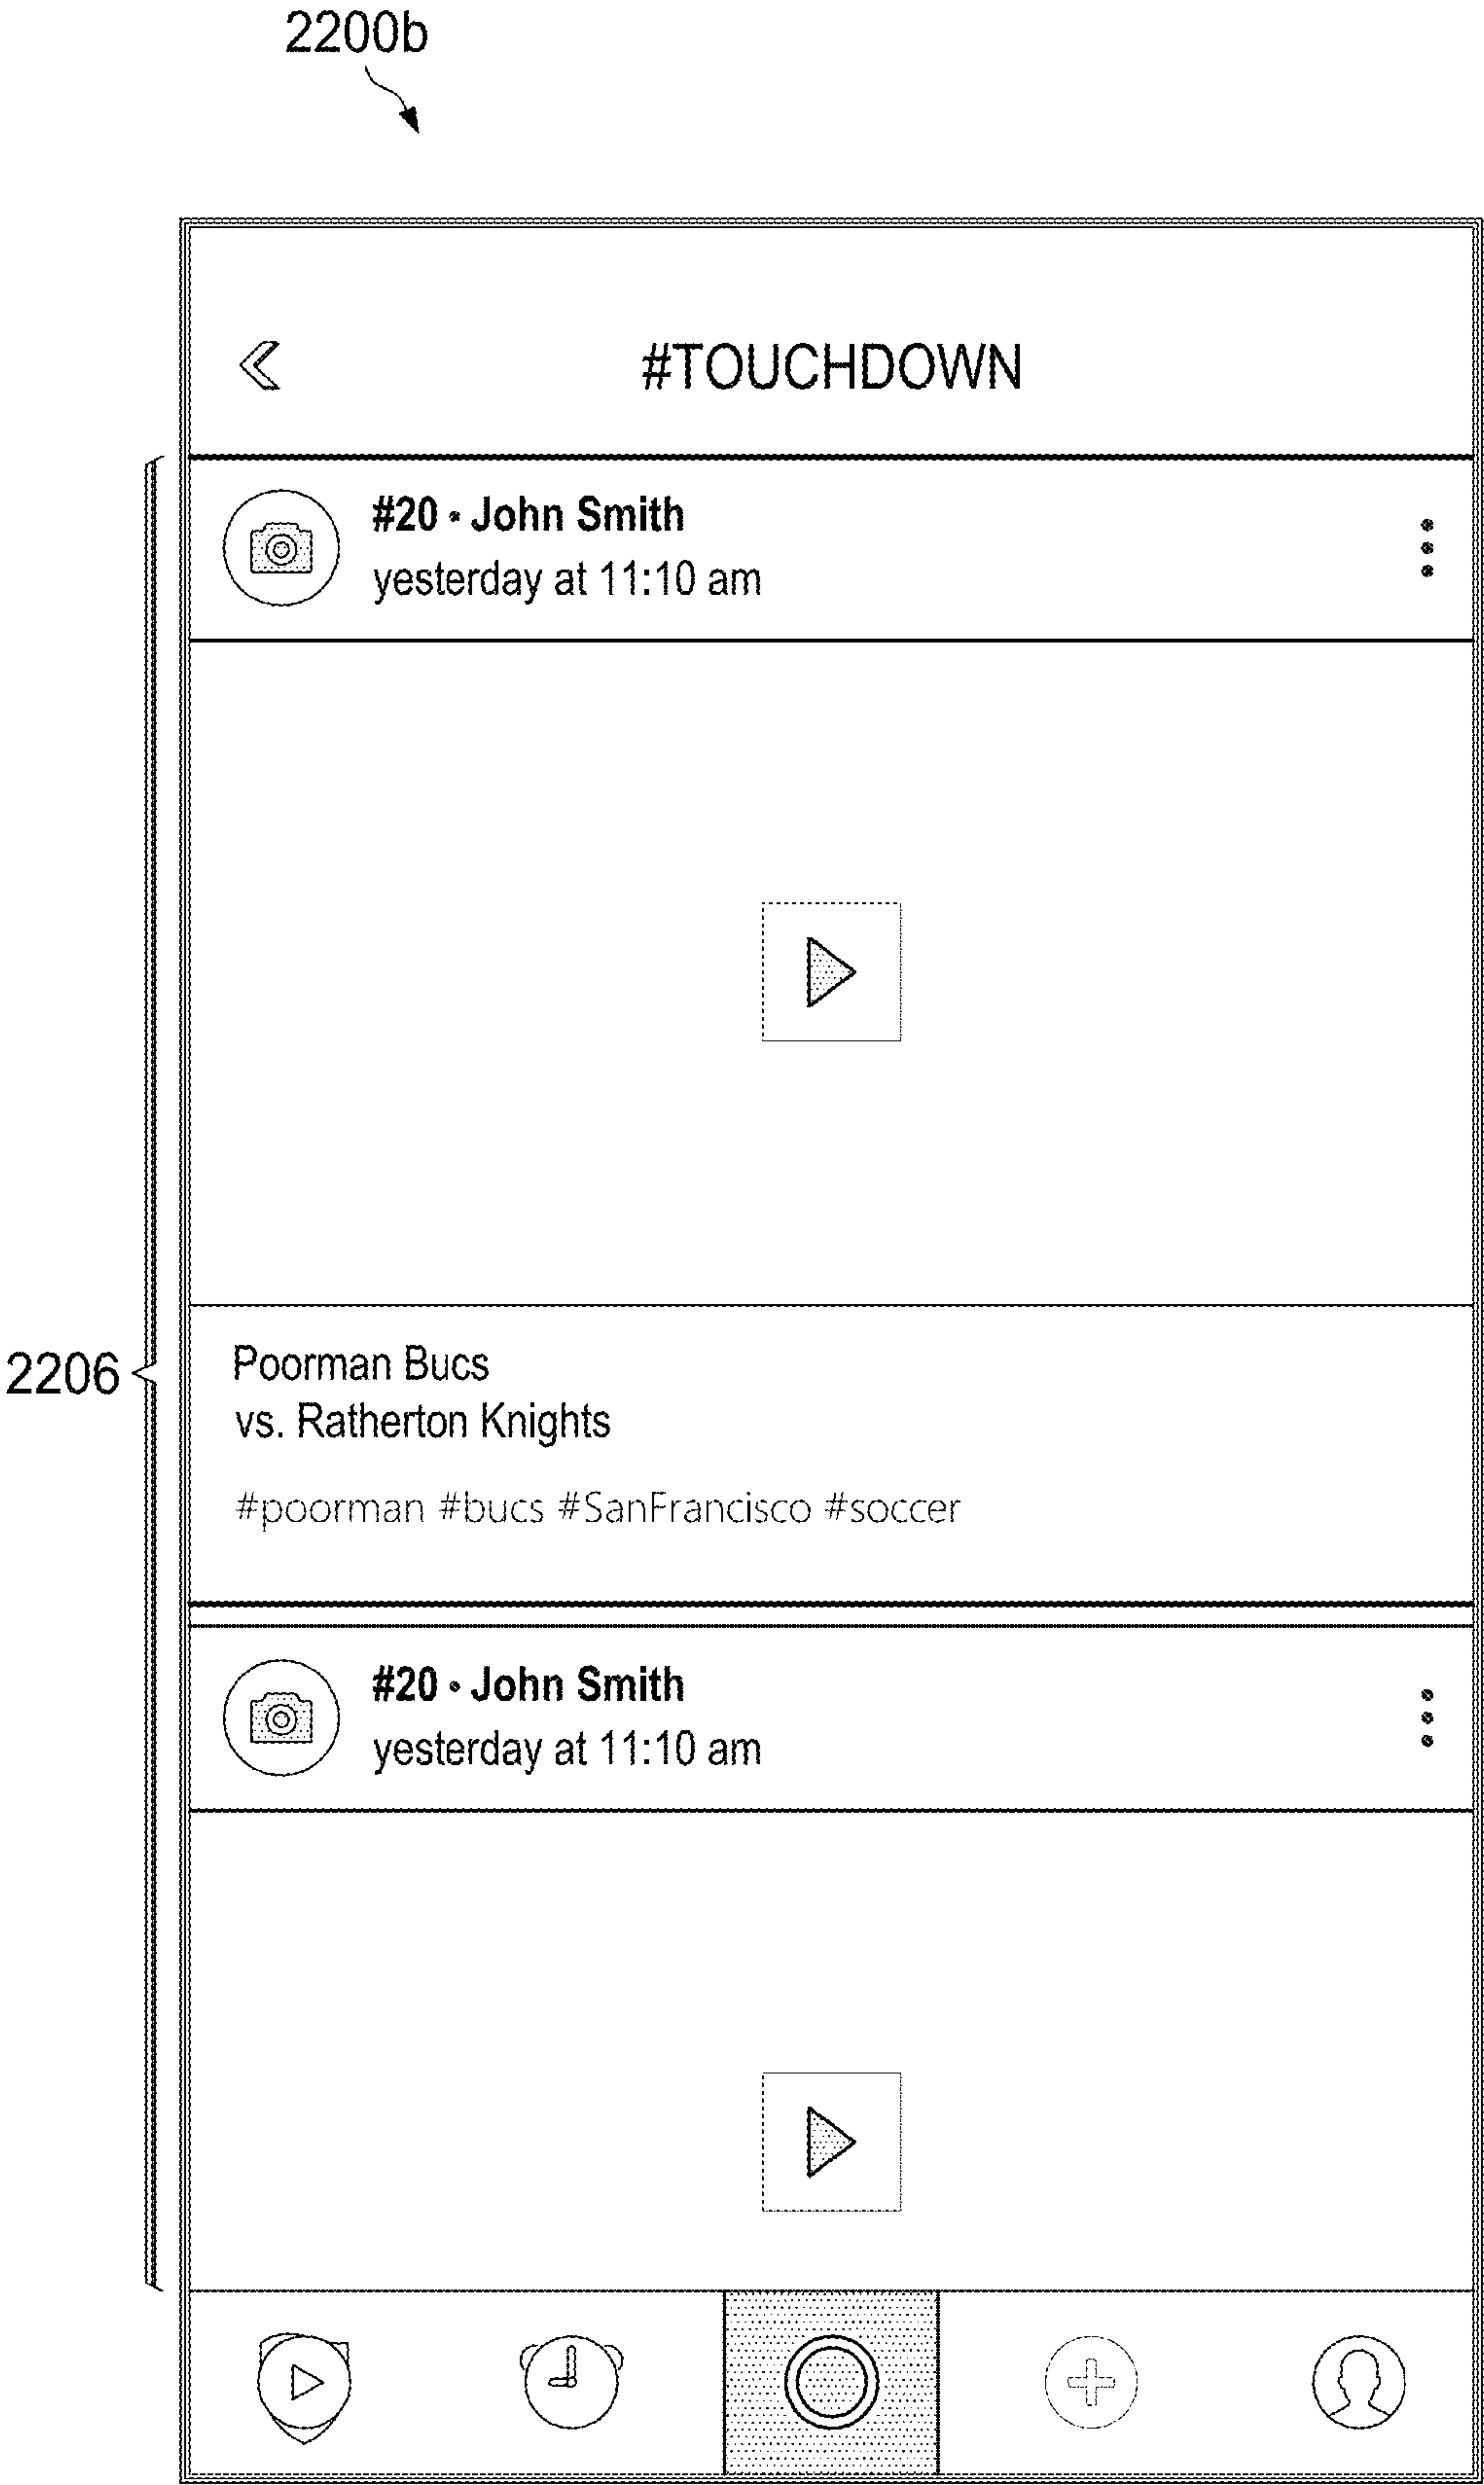 2200b
#TOUCHDOWN
#20 • John Smith
yesterday at 11:10 am
2206
Poorman Bucs
vs. Ratherton Knights
#poorman #bucs #SanFrancisco #soccer
#20 • John Smith
yesterday at 11:10 am